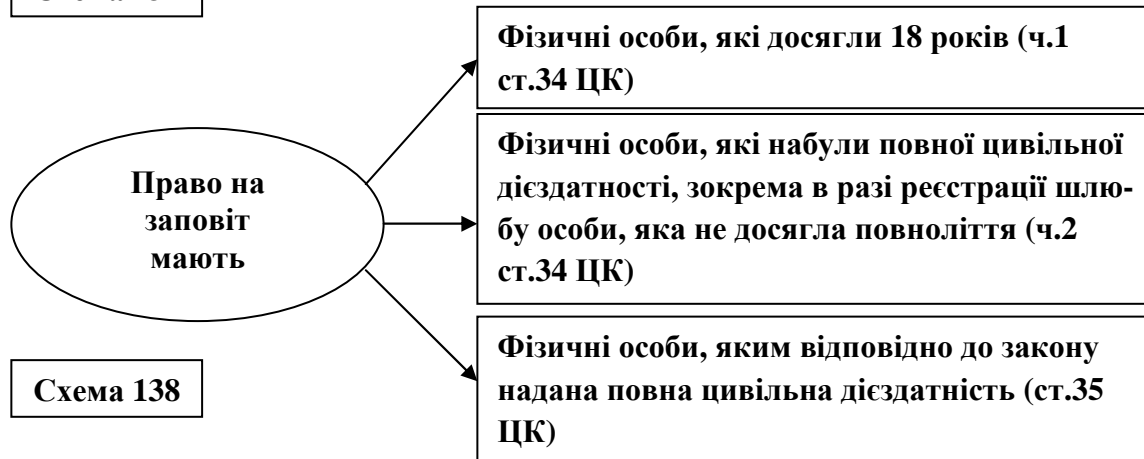 Фізичні особи, які досягли 18 років (ч.1
ст.34 ЦК)
Право на
заповіт
мають
Фізичні особи, які набули повної цивільної
дієздатності, зокрема в разі реєстрації шлю-
бу особи, яка не досягла повноліття (ч.2
ст.34 ЦК)
Фізичні особи, яким відповідно до закону
надана повна цивільна дієздатність (ст.35
ЦК)
Схема 138